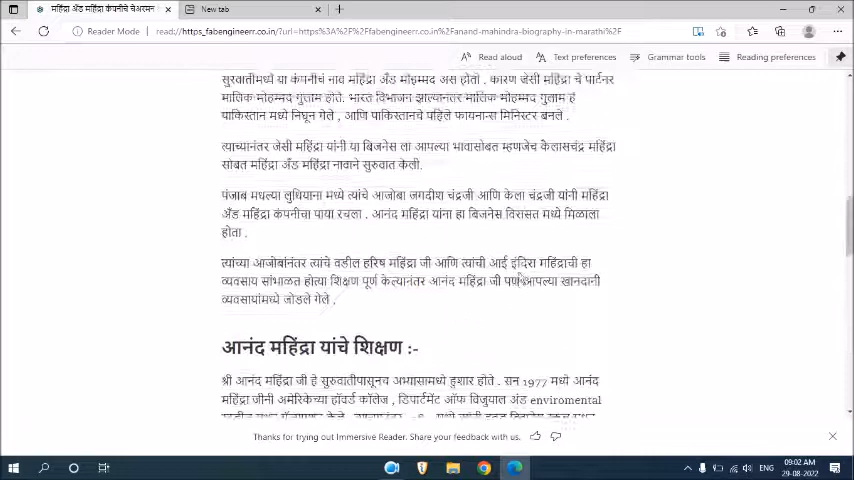 महिंद्रा अँड महिंद्रा कंपनीचे चेअरमन
New tab
Reader Mode
read://https_fabengineerr.co.in/?url=https%3A%2F%2Ffabengineerr.co.in%2Fanand-mahindra-biography-in-marathi%2F
Read aloud
Text preferences
Grammar tools
Reading preferences
सुरवातीमध्ये या कंपनीचं नाव महिंद्रा अँड मोहम्मद असं होतो . कारण जेसी महिंद्रा चे पार्टनर
मालिक मोहम्मद गुलाम होते. भारत विभाजन झाल्यानंतर मालिक मोहम्मद गुलाम हे
पाकिस्तान मध्ये निघून गेले , आणि पाकिस्तानचे पहिले फायनान्स मिनिस्टर बनले .
त्याच्यानंतर जेसी महिंद्रा यांनी या बिजनेस ला आपल्या भावासोबत म्हणजेच कैलासचंद्र महिंद्रा
सोबत महिंद्रा अँड महिंद्रा नावाने सुरुवात केली.
पंजाब मधल्या लुधियाना मध्ये त्यांचे आजोबा जगदीश चंद्रजी आणि केला चंद्रजी यांनी महिंद्रा
अँड महिंद्रा कंपनीचा पाया रचला . आनंद महिंद्रा यांना हा बिजनेस विरासत मध्ये मिळाला
होता .
त्यांच्या आजोबांनंतर त्यांचे वडील हरिष महिंद्रा जी आणि त्यांची आई इंदिरा महिंद्राची हा
व्यवसाय सांभाळत होत्या शिक्षण पूर्ण केल्यानंतर आनंद महिंद्रा जी पण आपल्या खानदानी
व्यवसायांमध्ये जोडले गेले .
आनंद महिंद्रा यांचे शिक्षण :-
श्री आनंद महिंद्रा जी हे सुरुवातीपासूनच अभ्यासामध्ये हुशार होते . सन 1977 मध्ये आनंद
महिंद्रा जींनी अमेरिकेच्या हॉवर्ड कॉलेज , डिपार्टमेंट ऑफ विजुयाल अंड enviromental
Thanks for trying out Immersive Reader. Share your feedback with us.
ENG
09:02 AM
29-08-2022